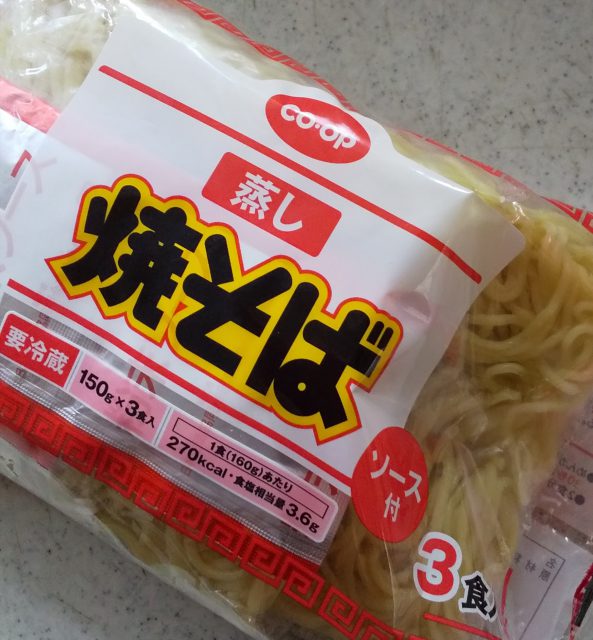 CO・OP
蒸し
焼そば
要冷蔵
150g×3食入
1食(160g)あたり
270kcal・食塩相当量3.6g
ソース
付
3食